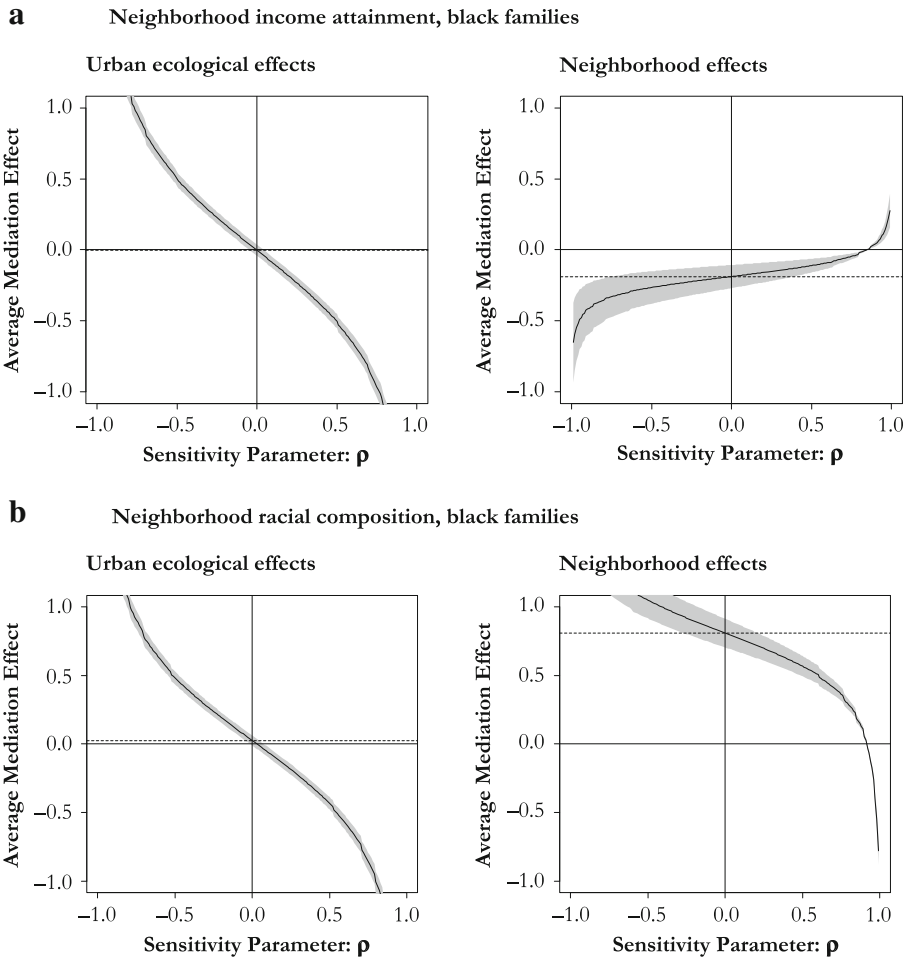 a Neighborhood income attainment, black families
Urban ecological effects
Average Mediation Effect
1.0
0.5
0.0
−0.5
−1.0
−1.0 −0.5 0.0 0.5 1.0
Sensitivity Parameter: ρ
Neighborhood effects
Average Mediation Effect
1.0
0.5
0.0
−0.5
−1.0
−1.0 −0.5 0.0 0.5 1.0
Sensitivity Parameter: ρ
b Neighborhood racial composition, black families
Urban ecological effects
Average Mediation Effect
1.0
0.5
0.0
−0.5
−1.0
−1.0 −0.5 0.0 0.5 1.0
Sensitivity Parameter: ρ
Neighborhood effects
Average Mediation Effect
1.0
0.5
0.0
−0.5
−1.0
−1.0 −0.5 0.0 0.5 1.0
Sensitivity Parameter: ρ